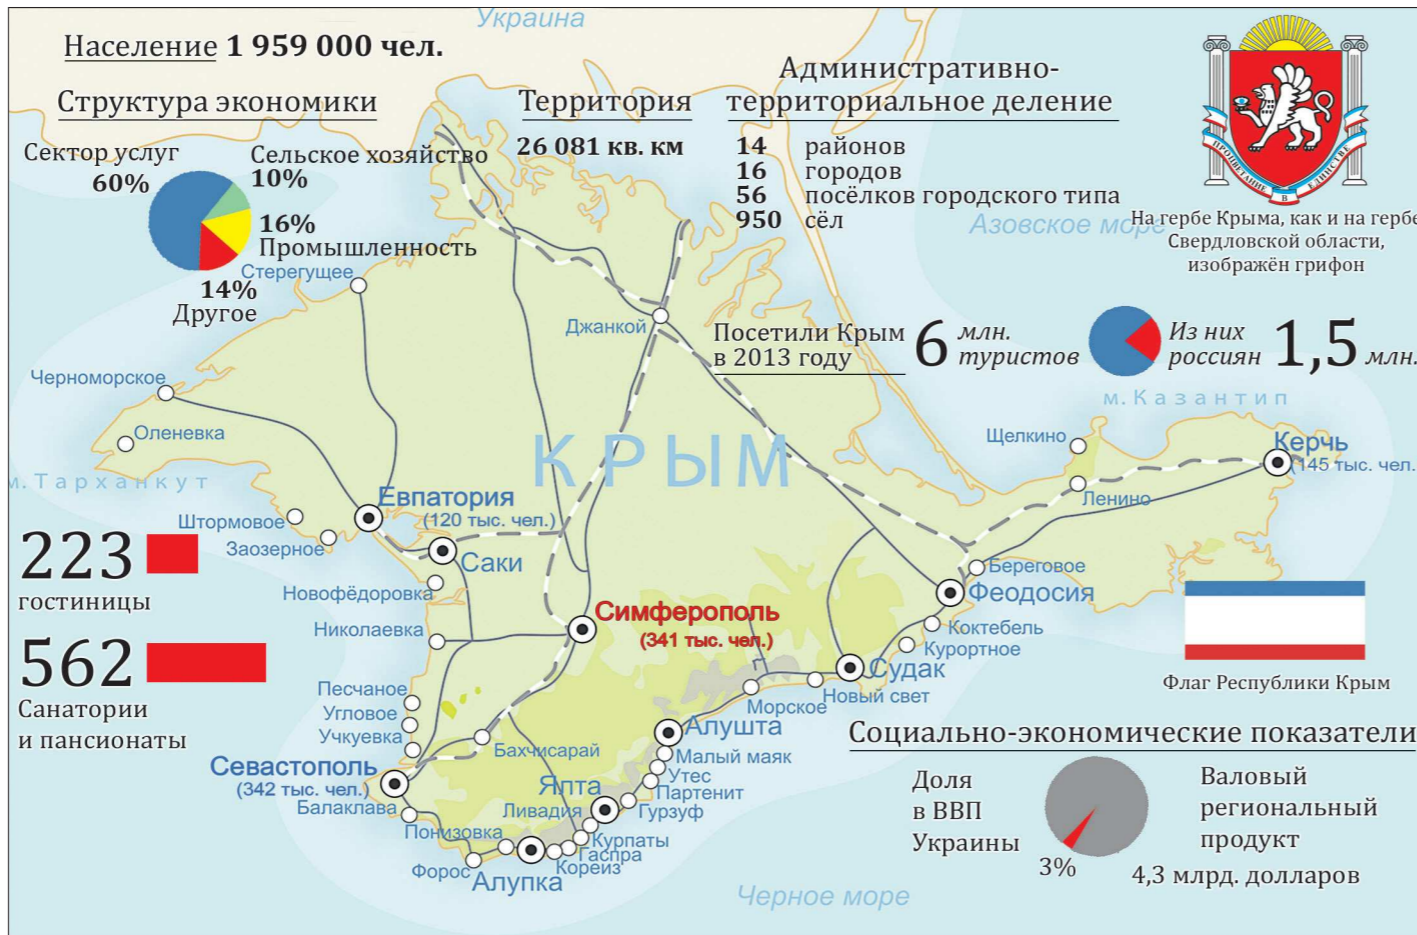 Украина
Население 1 959 000 чел.
Структура экономики
Сектор услуг
60%
Сельское хозяйство
10%
16%
Промышленность
14%
Другое
Территория
26 081 кв. км
Административно-
территориальное деление
14 районов
16 городов
56 посёлков городского типа
950 сёл
ПРОЦВЕТАНИЕ В ЕДИНСТВЕ
На гербе Крыма, как и на гербе
Свердловской области,
изображён грифон
Азовское море
Посетили Крым
в 2013 году
6 млн.
туристов
Из них
россиян
1,5 млн.
Стерегущее
Джанкой
Черноморское
Оленевка
м. Тарханкут
КРЫМ
м. Казантип
Щелкино
Керчь
(145 тыс. чел.
Ленино
Евпатория
(120 тыс. чел.)
Штормовое
Заозерное
Саки
Новофёдоровка
Николаевка
223
гостиницы
562
Санатории
и пансионаты
Симферополь
(341 тыс. чел.)
Береговое
Феодосия
Коктебель
Курортное
Судак
Новый свет
Морское
Флаг Республики Крым
Песчаное
Угловое
Учкуевка
Бахчисарай
Севастополь
(342 тыс. чел.)
Балаклава
Алушта
Малый маяк
Утес
Партенит
Гурзуф
Ялта
Ливадия
Курпаты
Гаспра
Кореиз
Понизовка
Форос
Алупка
Черное море
Социально-экономические показатели
Доля
в ВВП
Украины
3%
Валовый
региональный
продукт
4,3 млрд. долларов